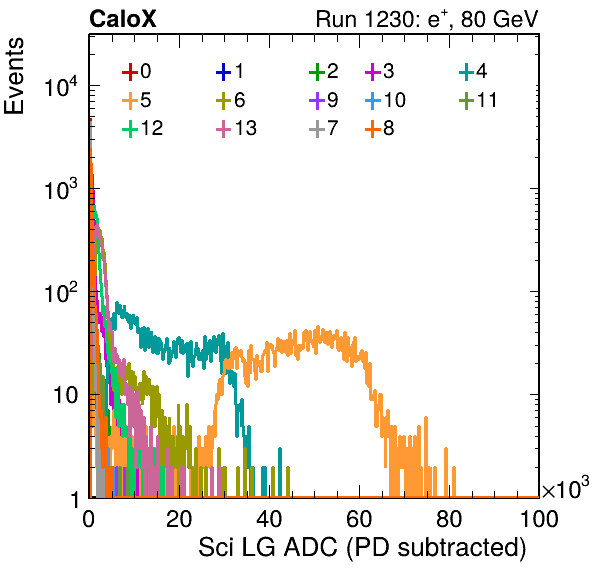 CaloX Run 1230: e⁺, 80 GeV
Events
10⁴
10³
10²
10
1
0 1 2 3 4
5 6 9 10 11
12 13 7 8
0 20 40 60 80 100
×10³
Sci LG ADC (PD subtracted)